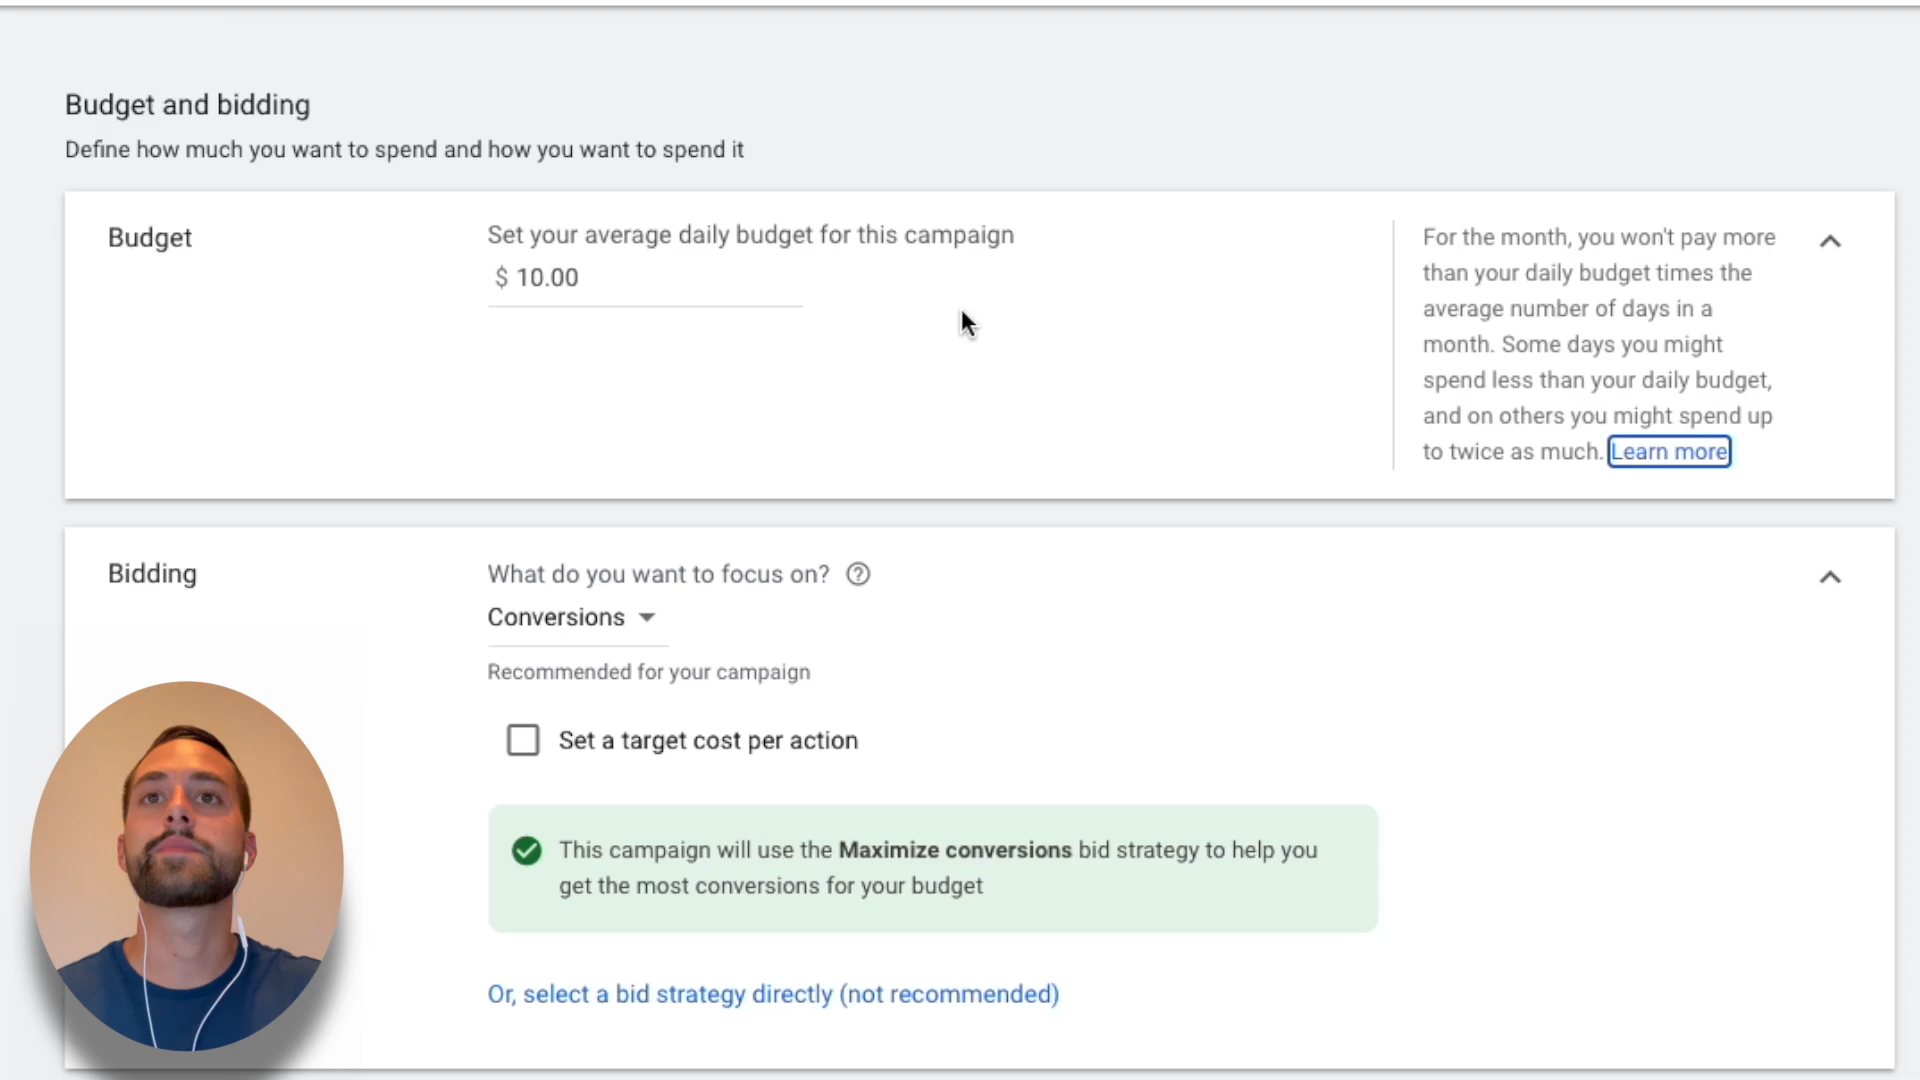 Budget and bidding
Define how much you want to spend and how you want to spend it
Budget
Set your average daily budget for this campaign
$ 10.00
For the month, you won't pay more
than your daily budget times the
average number of days in a
month. Some days you might
spend less than your daily budget,
and on others you might spend up
to twice as much. Learn more
Bidding
What do you want to focus on?
Conversions
Recommended for your campaign
Set a target cost per action
This campaign will use the Maximize conversions bid strategy to help you
get the most conversions for your budget
Or, select a bid strategy directly (not recommended)